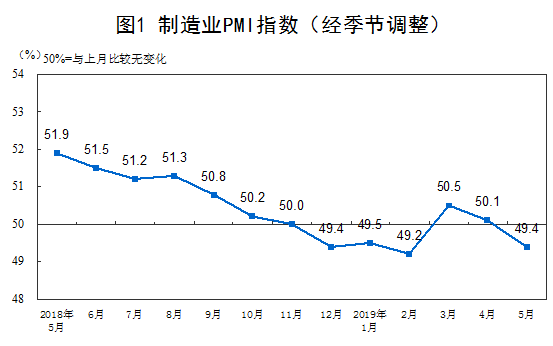 图1 制造业PMI指数（经季节调整）
（%）
50%=与上月比较无变化
54
53
52
51
50
49
48
51.9
51.5
51.2
51.3
50.8
50.2
50.0
49.4
49.5
49.2
50.5
50.1
49.4
2018年
5月
6月
7月
8月
9月
10月
11月
12月
2019年
1月
2月
3月
4月
5月